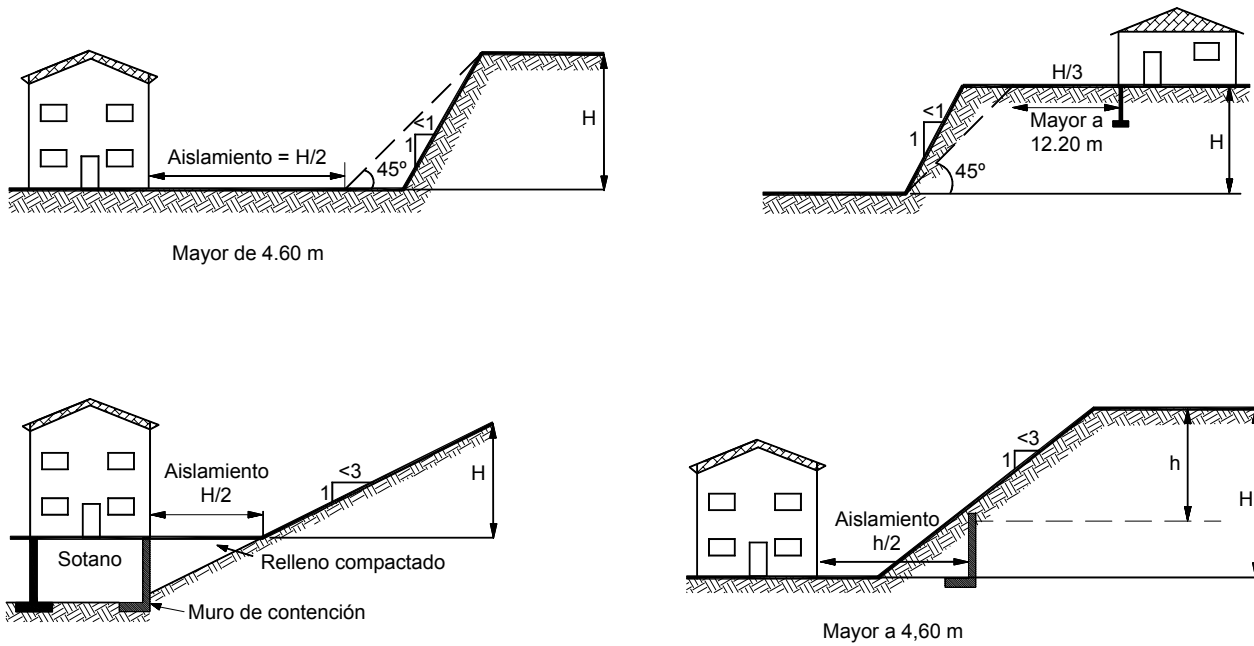 Aislamiento = H/2
45º
1
<1
H
Mayor de 4.60 m
<1
1
45º
H/3
Mayor a
12.20 m
H
Aislamiento
H/2
1
<3
H
Sotano
Relleno compactado
Muro de contención
Aislamiento
h/2
1
<3
h
H
Mayor a 4,60 m